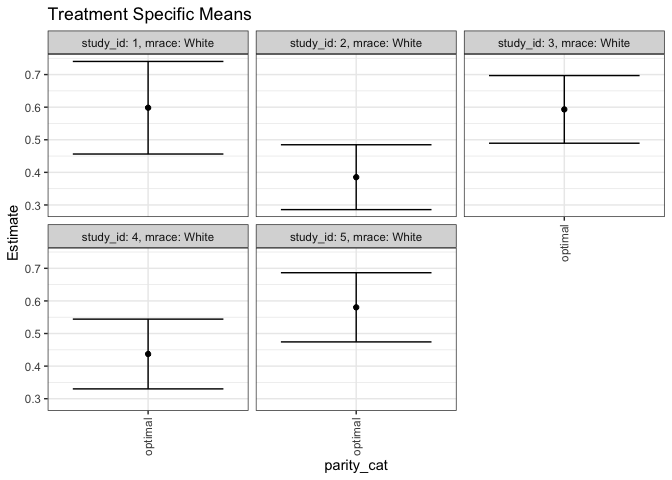 Treatment Specific Means
study_id: 1, mrace: White
study_id: 2, mrace: White
study_id: 3, mrace: White
0.7
0.6
0.5
0.4
0.3
study_id: 4, mrace: White
study_id: 5, mrace: White
optimal
0.7
0.6
0.5
0.4
0.3
optimal
optimal
Estimate
parity_cat